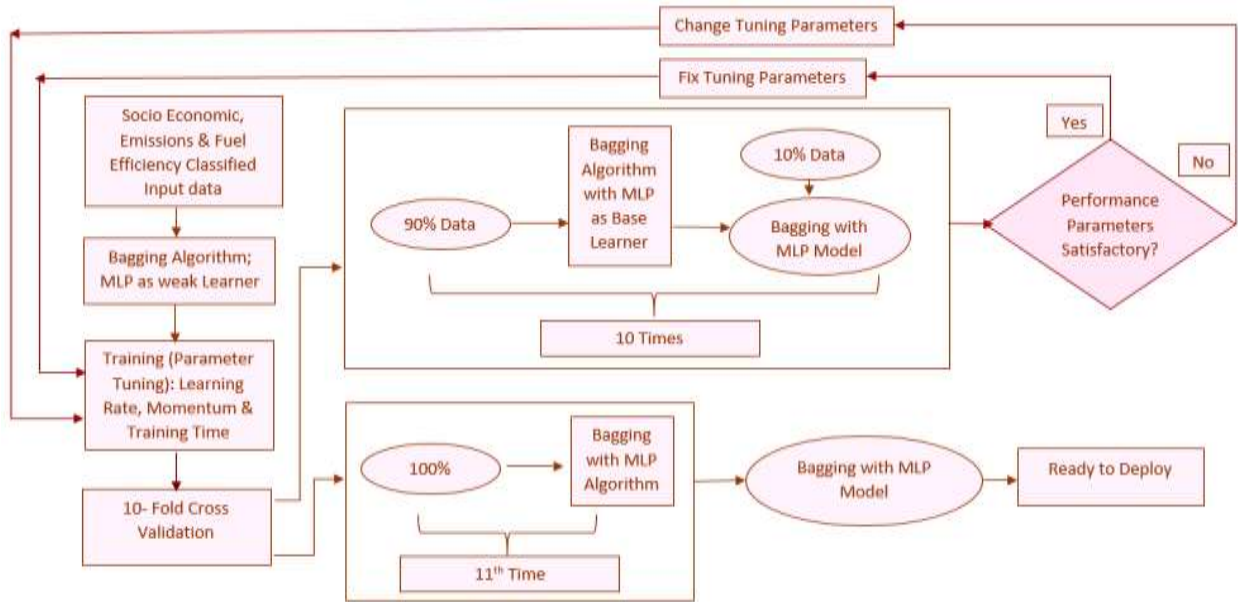 Change Tuning Parameters
Fix Tuning Parameters
Socio Economic,
Emissions & Fuel
Efficiency Classified
Input data
Bagging Algorithm;
MLP as weak Learner
Training (Parameter
Tuning): Learning
Rate, Momentum &
Training Time
10- Fold Cross
Validation
90% Data
Bagging
Algorithm
with MLP
as Base
Learner
10% Data
Bagging with
MLP Model
10 Times
Yes
No
Performance
Parameters
Satisfactory?
100%
Bagging
with MLP
Algorithm
11th Time
Bagging with MLP
Model
Ready to Deploy